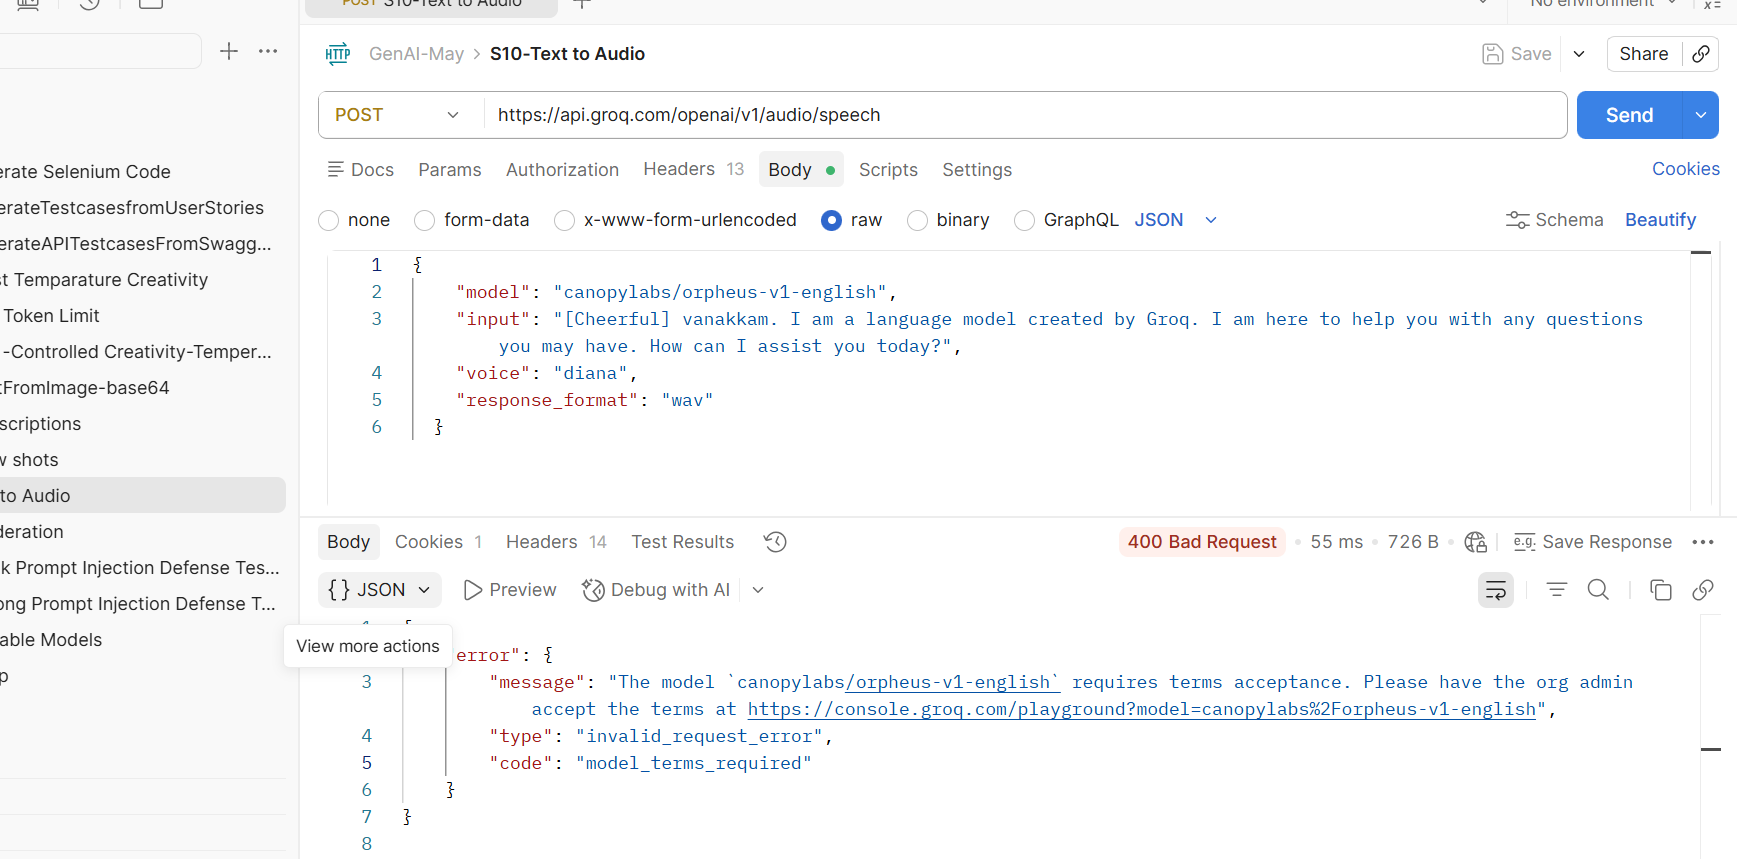 POST S10-Text to Audio
No environment
GenAI-May > S10-Text to Audio
Save
Share
POST
https://api.groq.com/openai/v1/audio/speech
Send
Docs Params Authorization Headers 13 Body Scripts Settings
Cookies
none form-data x-www-form-urlencoded raw binary GraphQL JSON
Schema Beautify
1 {
2 "model": "canopylabs/orpheus-v1-english",
3 "input": "[Cheerful] vanakkam. I am a language model created by Groq. I am here to help you with any questions
you may have. How can I assist you today?",
4 "voice": "diana",
5 "response_format": "wav"
6 }
erate Selenium Code
erateTestcasesfromUserStories
erateAPITestcasesFromSwagg...
t Temparature Creativity
Token Limit
-Controlled Creativity-Temper...
tFromImage-base64
scriptions
w shots
to Audio
deration
k Prompt Injection Defense Tes...
ong Prompt Injection Defense T...
able Models
p
Body Cookies 1 Headers 14 Test Results
400 Bad Request 55 ms 726 B
e.g. Save Response
{} JSON Preview Debug with AI
View more actions
error": {
3 "message": "The model `canopylabs/orpheus-v1-english` requires terms acceptance. Please have the org admin
accept the terms at https://console.groq.com/playground?model=canopylabs%2Forpheus-v1-english",
4 "type": "invalid_request_error",
5 "code": "model_terms_required"
6 }
7 }
8